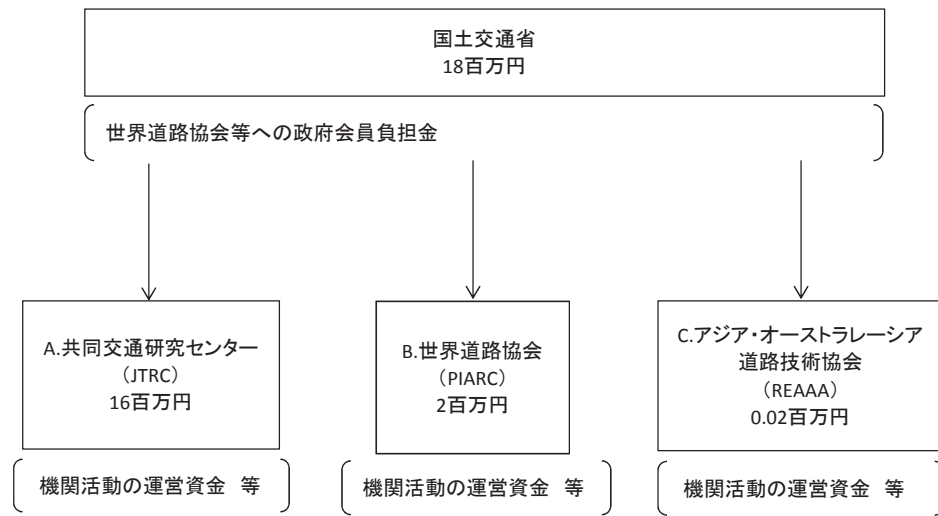 国土交通省
18百万円
世界道路協会等への政府会員負担金
A.共同交通研究センター
（JTRC）
16百万円
機関活動の運営資金　等
B.世界道路協会
（PIARC）
2百万円
機関活動の運営資金　等
C.アジア・オーストラレーシア
道路技術協会
（REAAA）
0.02百万円
機関活動の運営資金　等